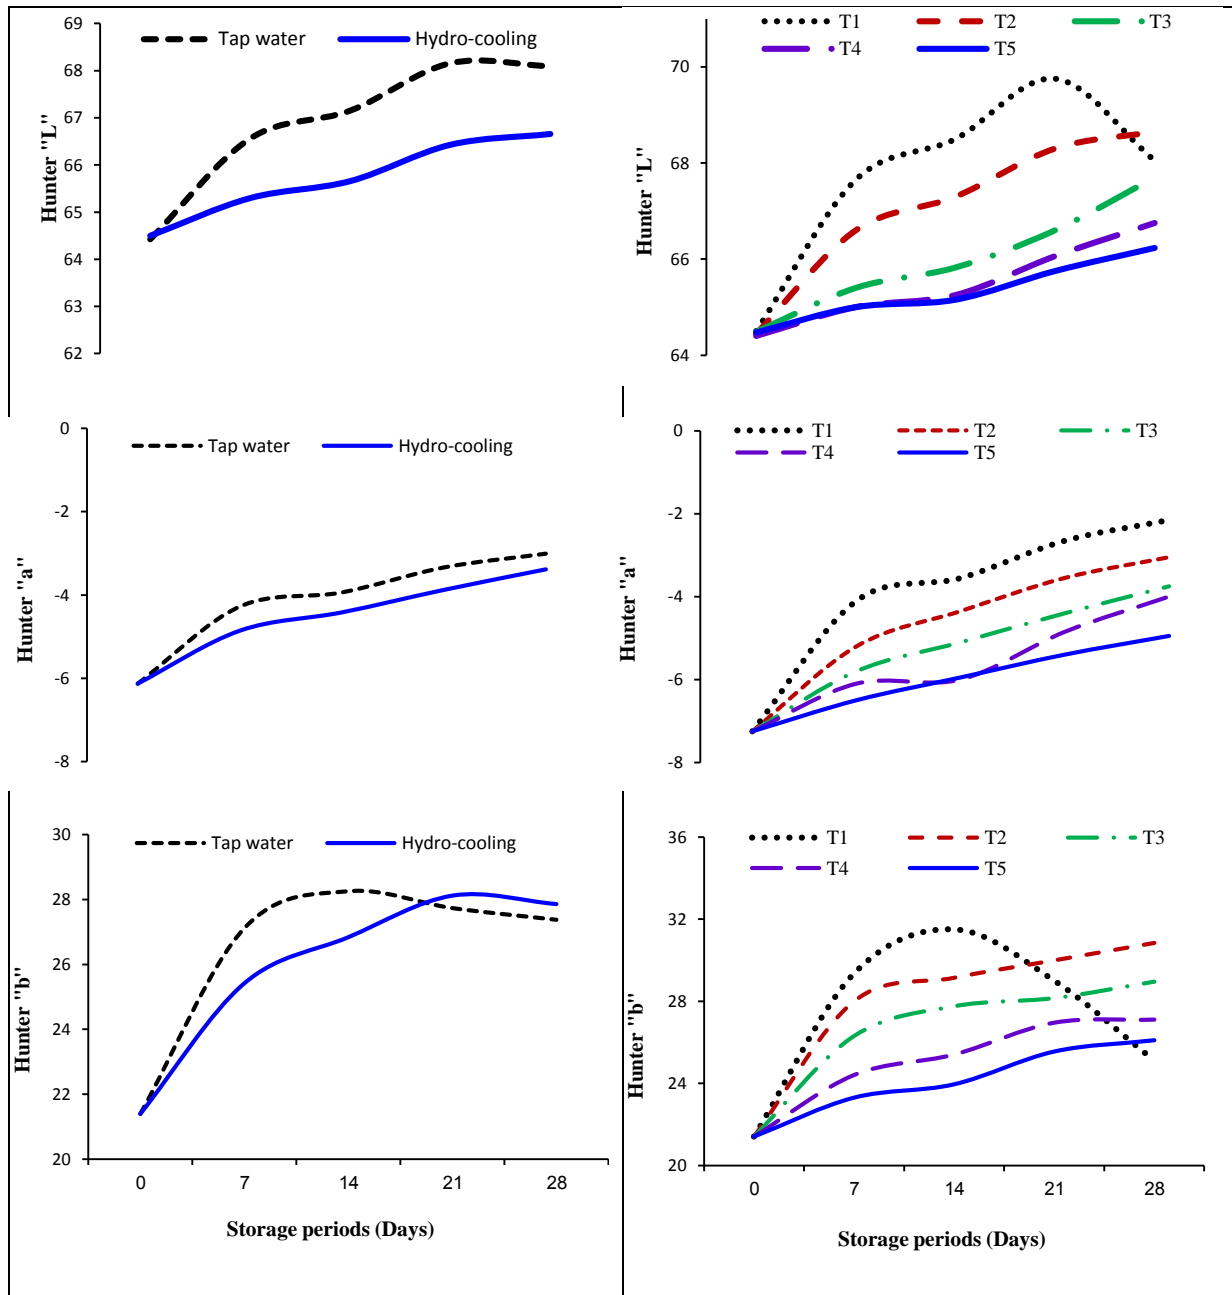 69
68
67
66
65
64
63
62
Hunter "L"
Tap water
Hydro-cooling
70
68
66
64
Hunter "L"
T1
T2
T3
T4
T5
0
-2
-4
-6
-8
Hunter "a"
Tap water
Hydro-cooling
0
-2
-4
-6
-8
Hunter "a"
T1
T2
T3
T4
T5
30
28
26
24
22
20
Hunter "b"
Tap water
Hydro-cooling
0 7 14 21 28
Storage periods (Days)
36
32
28
24
20
Hunter "b"
T1
T2
T3
T4
T5
0 7 14 21 28
Storage periods (Days)